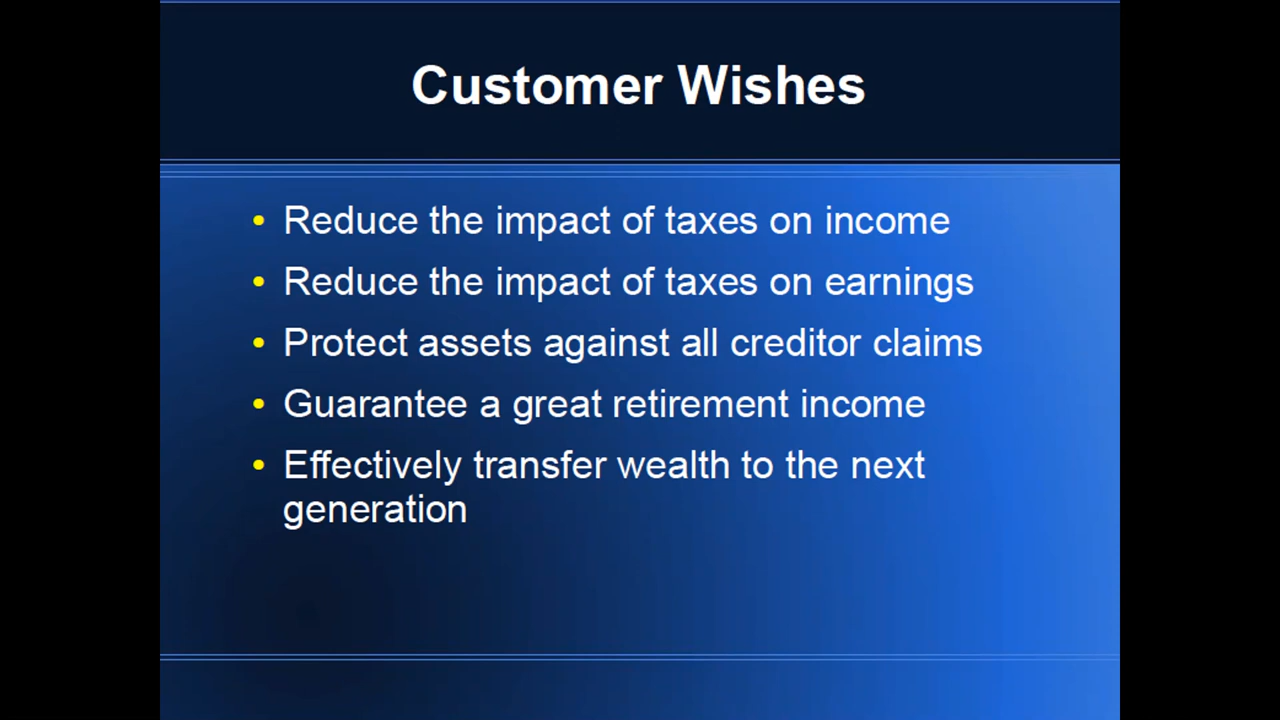 Customer Wishes
• Reduce the impact of taxes on income
• Reduce the impact of taxes on earnings
• Protect assets against all creditor claims
• Guarantee a great retirement income
• Effectively transfer wealth to the next
generation